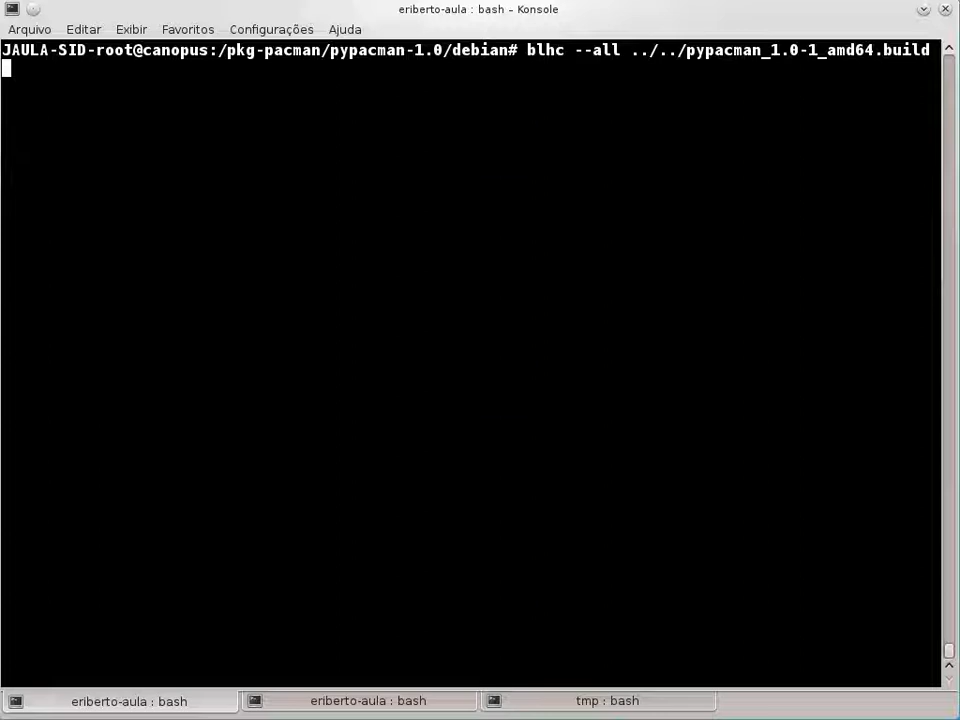 eriberto-aula : bash – Konsole
Arquivo Editar Exibir Favoritos Configurações Ajuda
JAULA-SID-root@canopus:/pkg-pacman/pypacman-1.0/debian# blhc --all ../../pypacman_1.0-1_amd64.build
eriberto-aula : bash
eriberto-aula : bash
tmp : bash